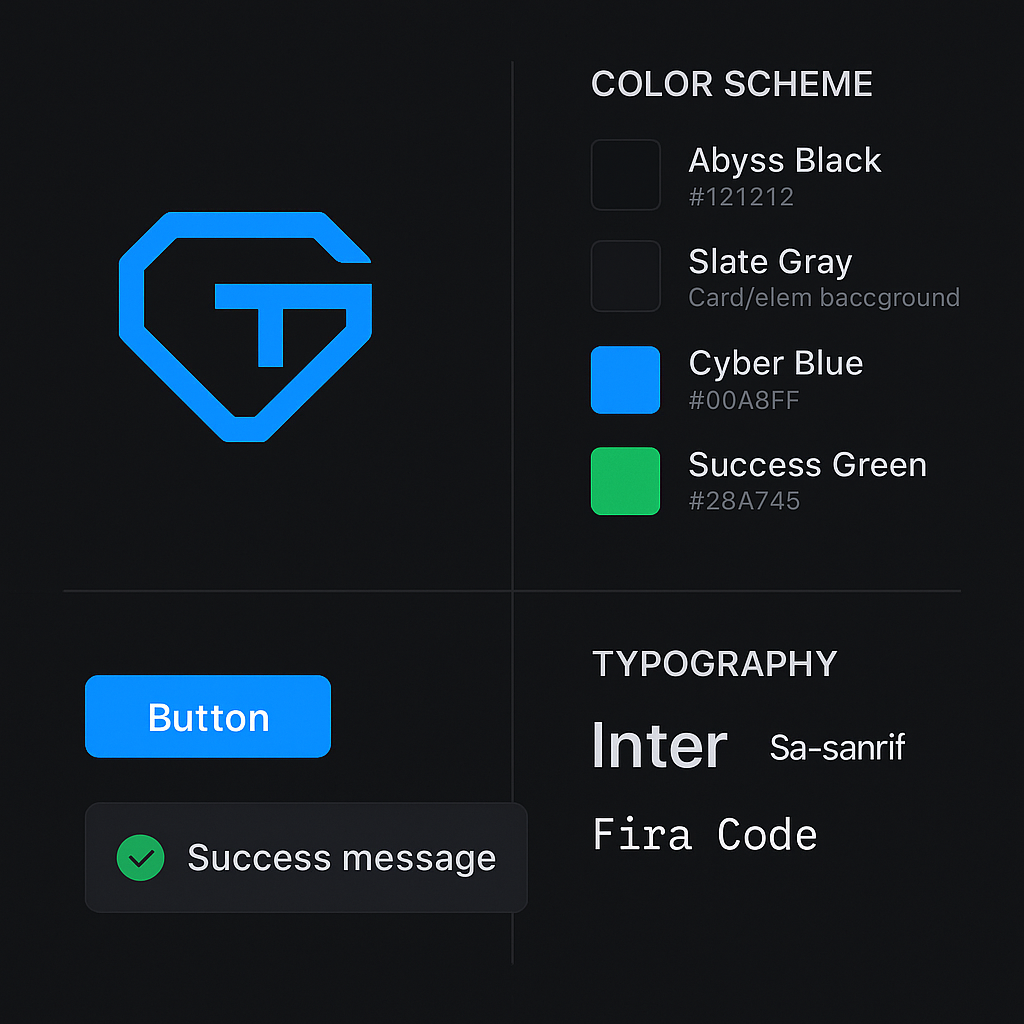 COLOR SCHEME
Abyss Black
#121212
Slate Gray
Card/elem baccground
Cyber Blue
#00A8FF
Success Green
#28A745
Button
Success message
TYPOGRAPHY
Inter Sa-sanrif
Fira Code